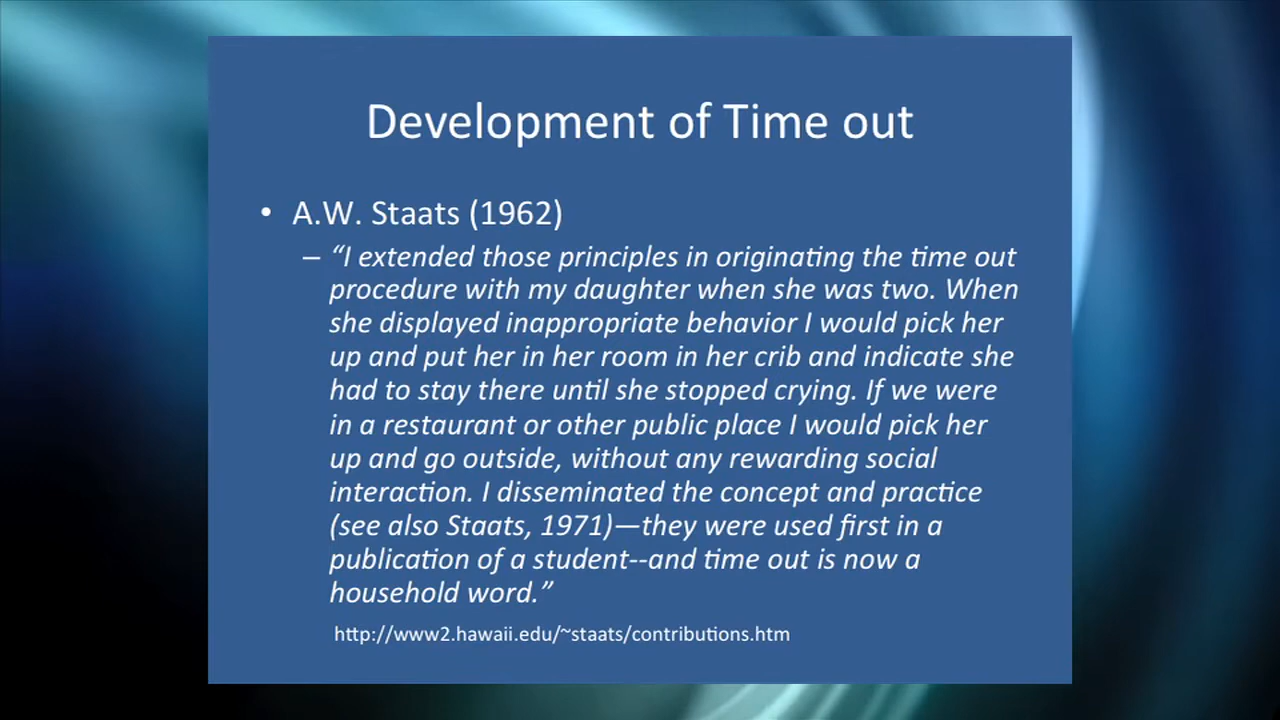 Development of Time out
• A.W. Staats (1962)
– “I extended those principles in originating the time out
procedure with my daughter when she was two. When
she displayed inappropriate behavior I would pick her
up and put her in her room in her crib and indicate she
had to stay there until she stopped crying. If we were
in a restaurant or other public place I would pick her
up and go outside, without any rewarding social
interaction. I disseminated the concept and practice
(see also Staats, 1971)—they were used first in a
publication of a student--and time out is now a
household word.”
http://www2.hawaii.edu/~staats/contributions.htm